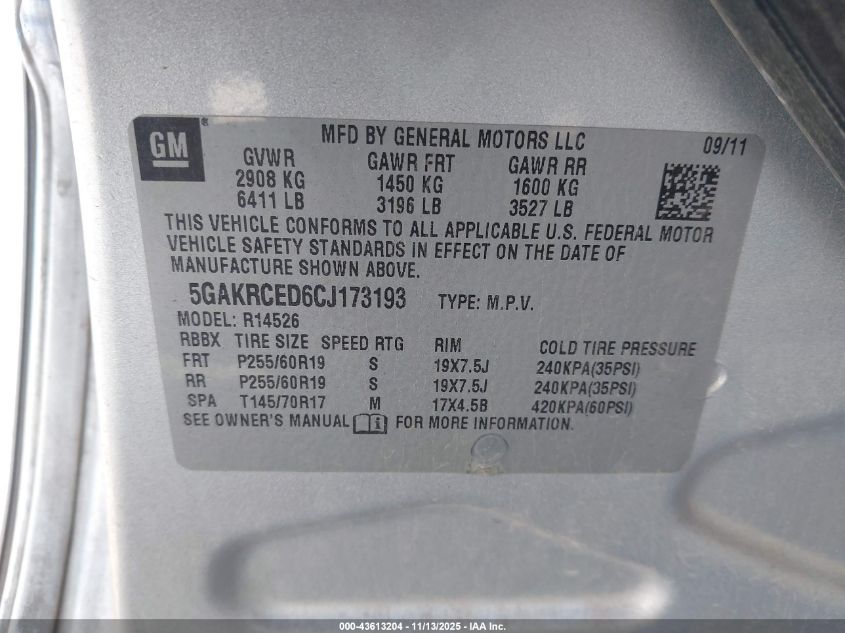 GM
MFD BY GENERAL MOTORS LLC 09/11
GVWR GAWR FRT GAWR RR
2908 KG 1450 KG 1600 KG
6411 LB 3196 LB 3527 LB
THIS VEHICLE CONFORMS TO ALL APPLICABLE U.S. FEDERAL MOTOR
VEHICLE SAFETY STANDARDS IN EFFECT ON THE DATE OF
MANUFACTURE SHOWN ABOVE.
5GAKRCED6CJ173193 TYPE: M.P.V.
MODEL: R14526
RBBX TIRE SIZE SPEED RTG RIM COLD TIRE PRESSURE
FRT P255/60R19 S 19X7.5J 240KPA(35PSI)
RR P255/60R19 S 19X7.5J 240KPA(35PSI)
SPA T145/70R17 M 17X4.5B 420KPA(60PSI)
SEE OWNER'S MANUAL FOR MORE INFORMATION.
000-43613204 - 11/13/2025 - IAA Inc.